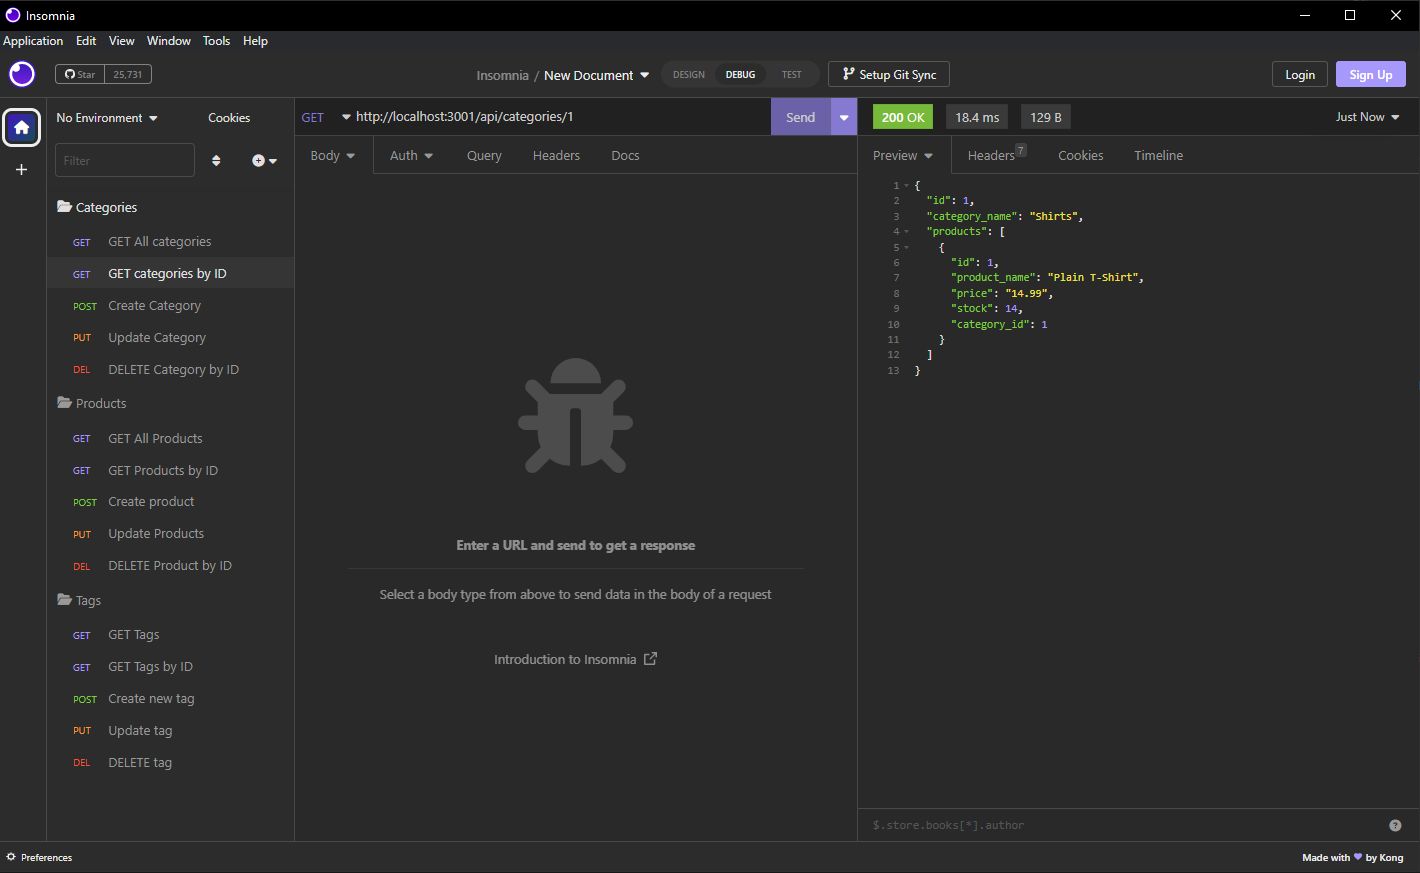 Insomnia
Application Edit View Window Tools Help
Star 25,731
Insomnia / New Document
DESIGN DEBUG TEST
Setup Git Sync
Login Sign Up
No Environment Cookies
Filter
Categories
GET GET All categories
GET GET categories by ID
POST Create Category
PUT Update Category
DEL DELETE Category by ID
Products
GET GET All Products
GET GET Products by ID
POST Create product
PUT Update Products
DEL DELETE Product by ID
Tags
GET GET Tags
GET GET Tags by ID
POST Create new tag
PUT Update tag
DEL DELETE tag
GET http://localhost:3001/api/categories/1 Send
Body Auth Query Headers Docs
Enter a URL and send to get a response
Select a body type from above to send data in the body of a request
Introduction to Insomnia
200 OK 18.4 ms 129 B Just Now
Preview Headers 7 Cookies Timeline
1 {
2 "id": 1,
3 "category_name": "Shirts",
4 "products": [
5 {
6 "id": 1,
7 "product_name": "Plain T-Shirt",
8 "price": "14.99",
9 "stock": 14,
10 "category_id": 1
11 }
12 ]
13 }
$.store.books[*].author
Preferences
Made with 💜 by Kong